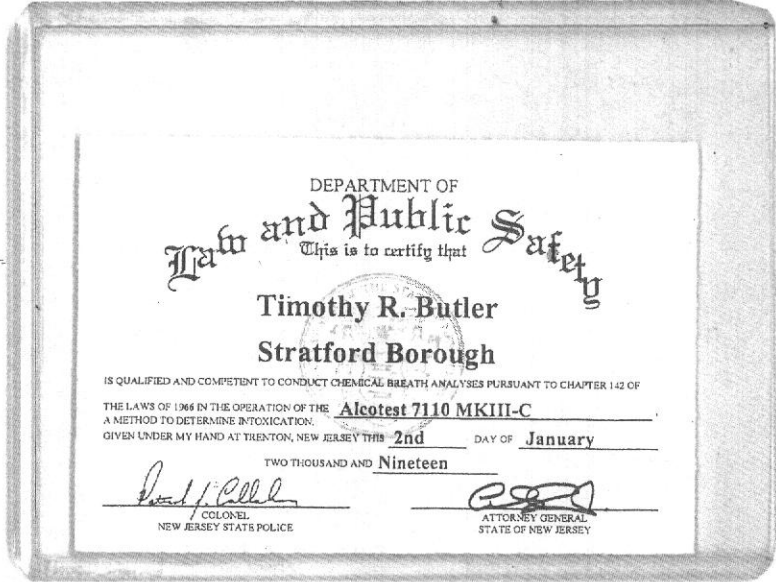 DEPARTMENT OF
Law and Public Safety
This is to certify that
Timothy R. Butler
Stratford Borough
IS QUALIFIED AND COMPETENT TO CONDUCT CHEMICAL BREATH ANALYSES PURSUANT TO CHAPTER 142 OF
THE LAWS OF 1966 IN THE OPERATION OF THE Alcotest 7110 MKIII-C
A METHOD TO DETERMINE INTOXICATION.
GIVEN UNDER MY HAND AT TRENTON, NEW JERSEY THIS 2nd DAY OF January
TWO THOUSAND AND Nineteen
COLONEL
NEW JERSEY STATE POLICE
ATTORNEY GENERAL
STATE OF NEW JERSEY